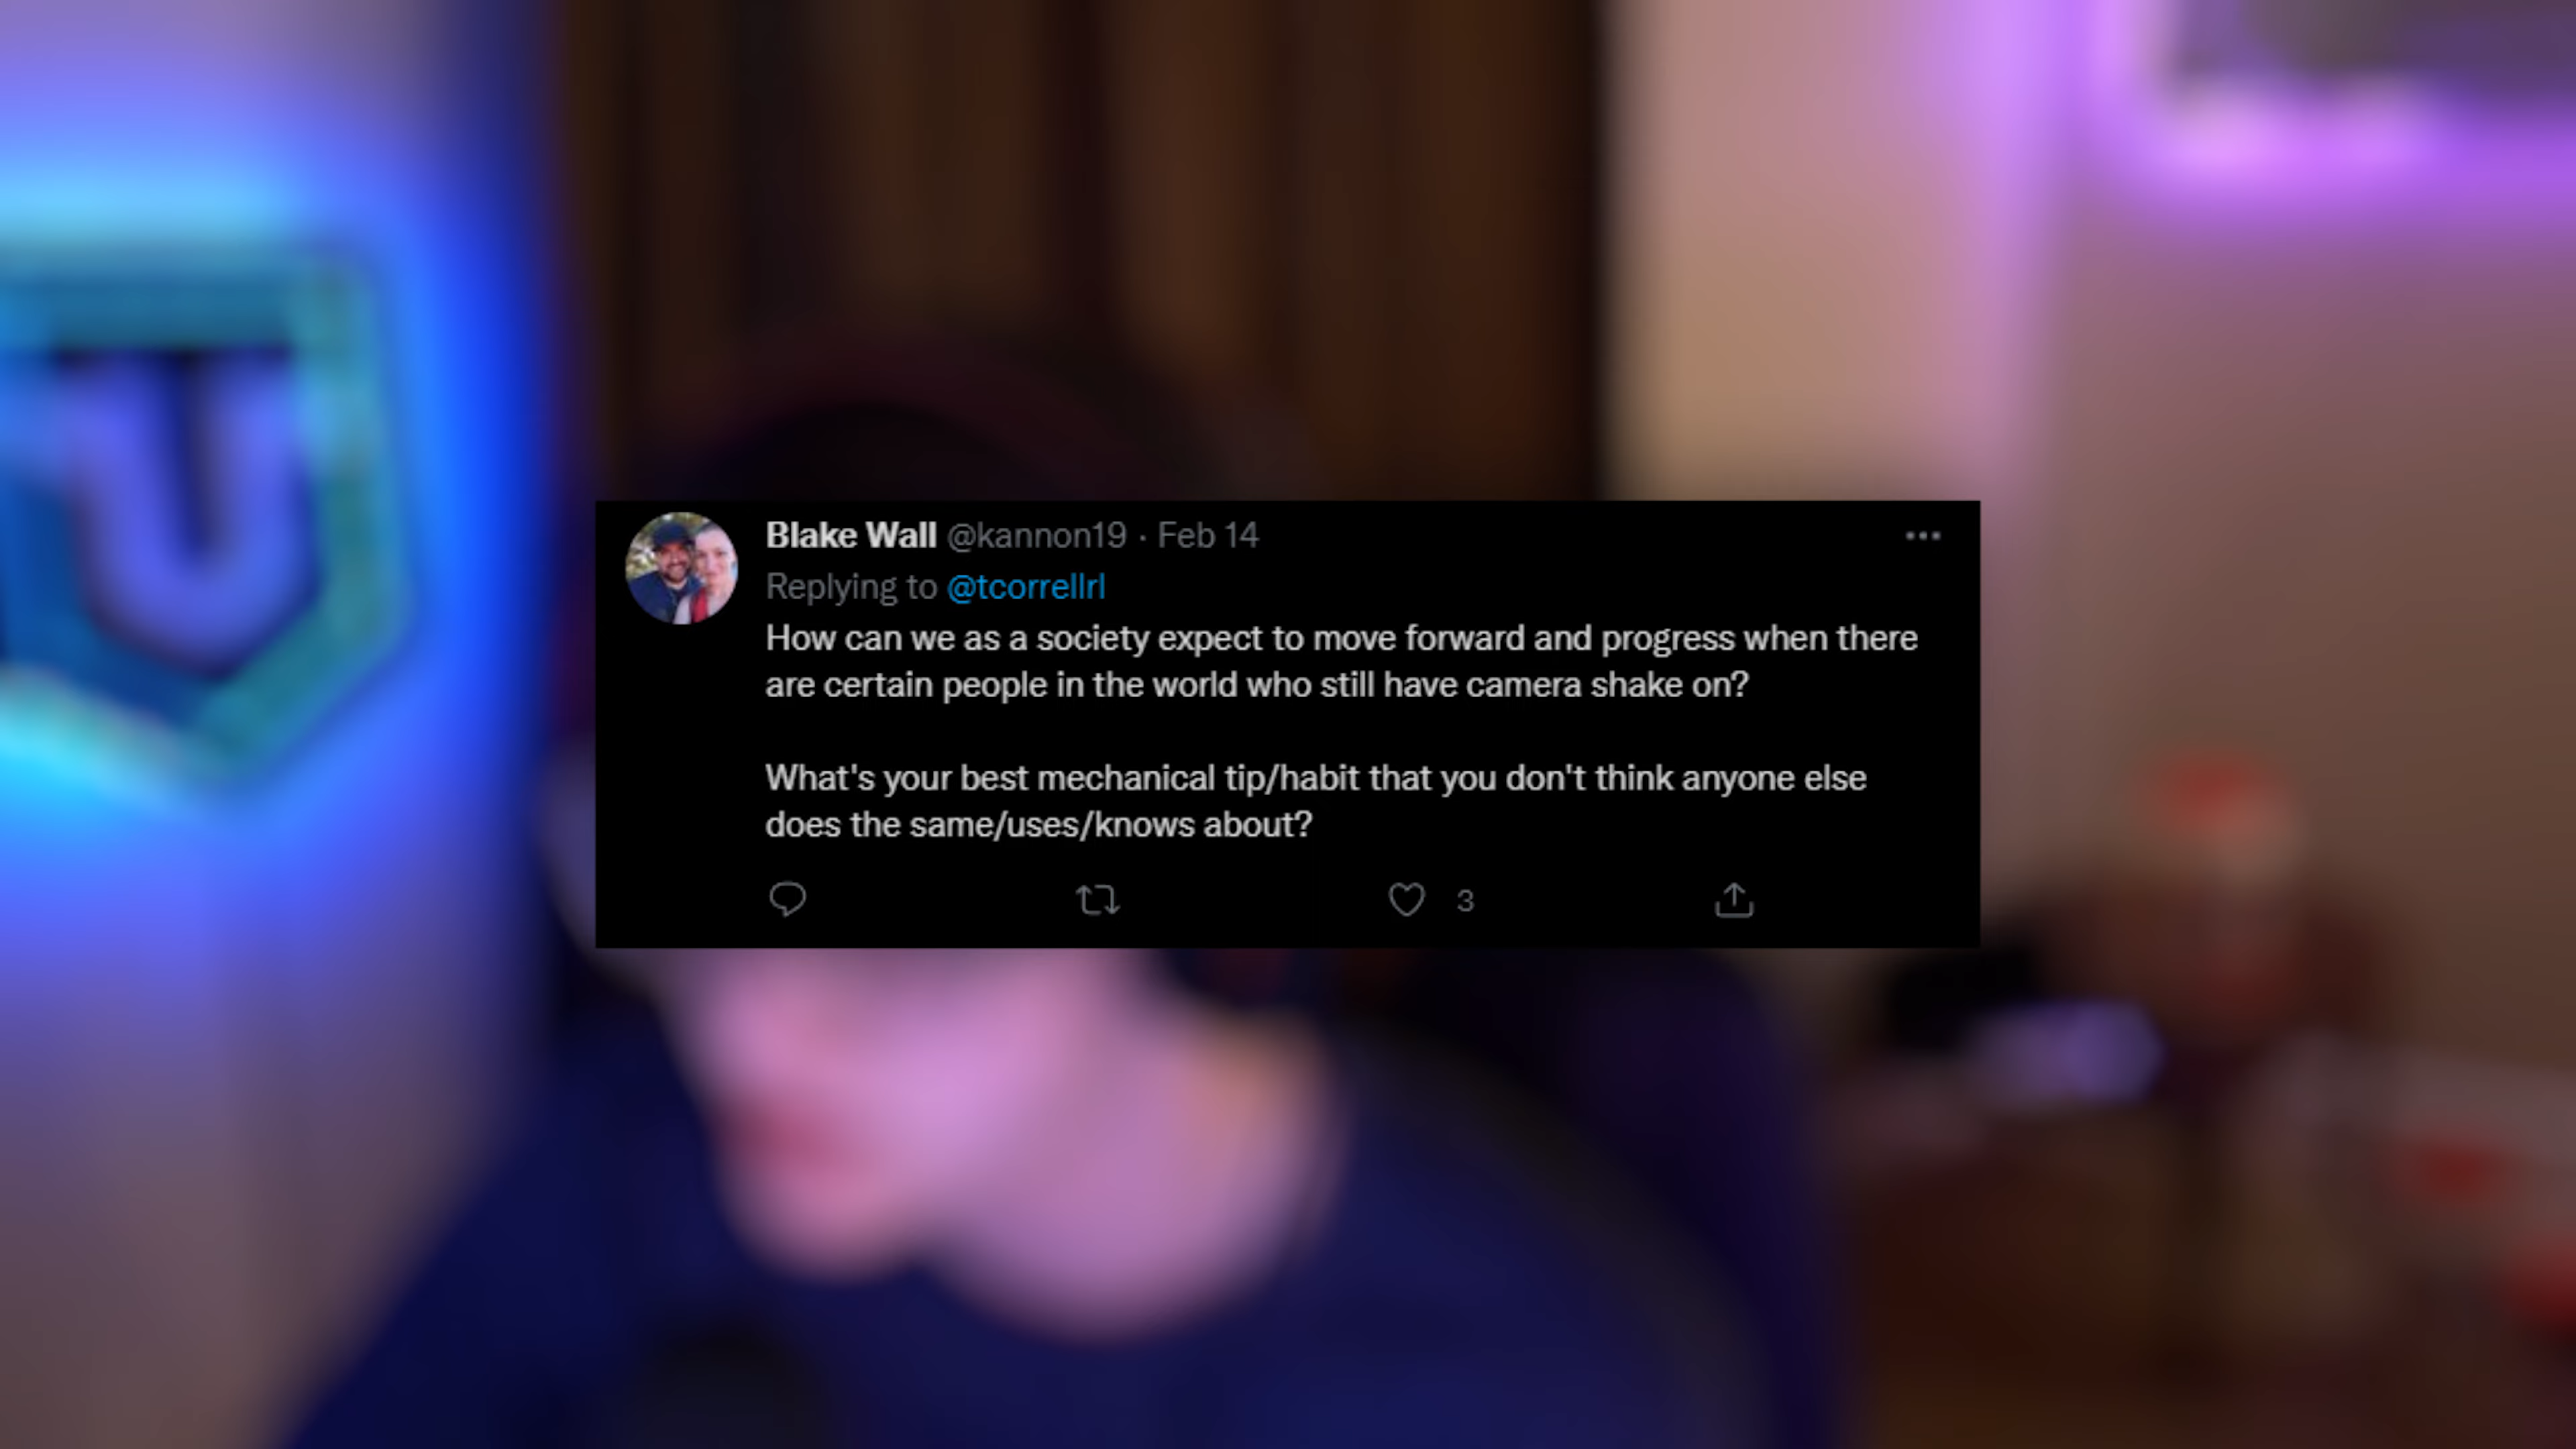 U
Blake Wall @kannon19 · Feb 14
Replying to @tcorrellrl
How can we as a society expect to move forward and progress when there
are certain people in the world who still have camera shake on?
What's your best mechanical tip/habit that you don't think anyone else
does the same/uses/knows about?
3